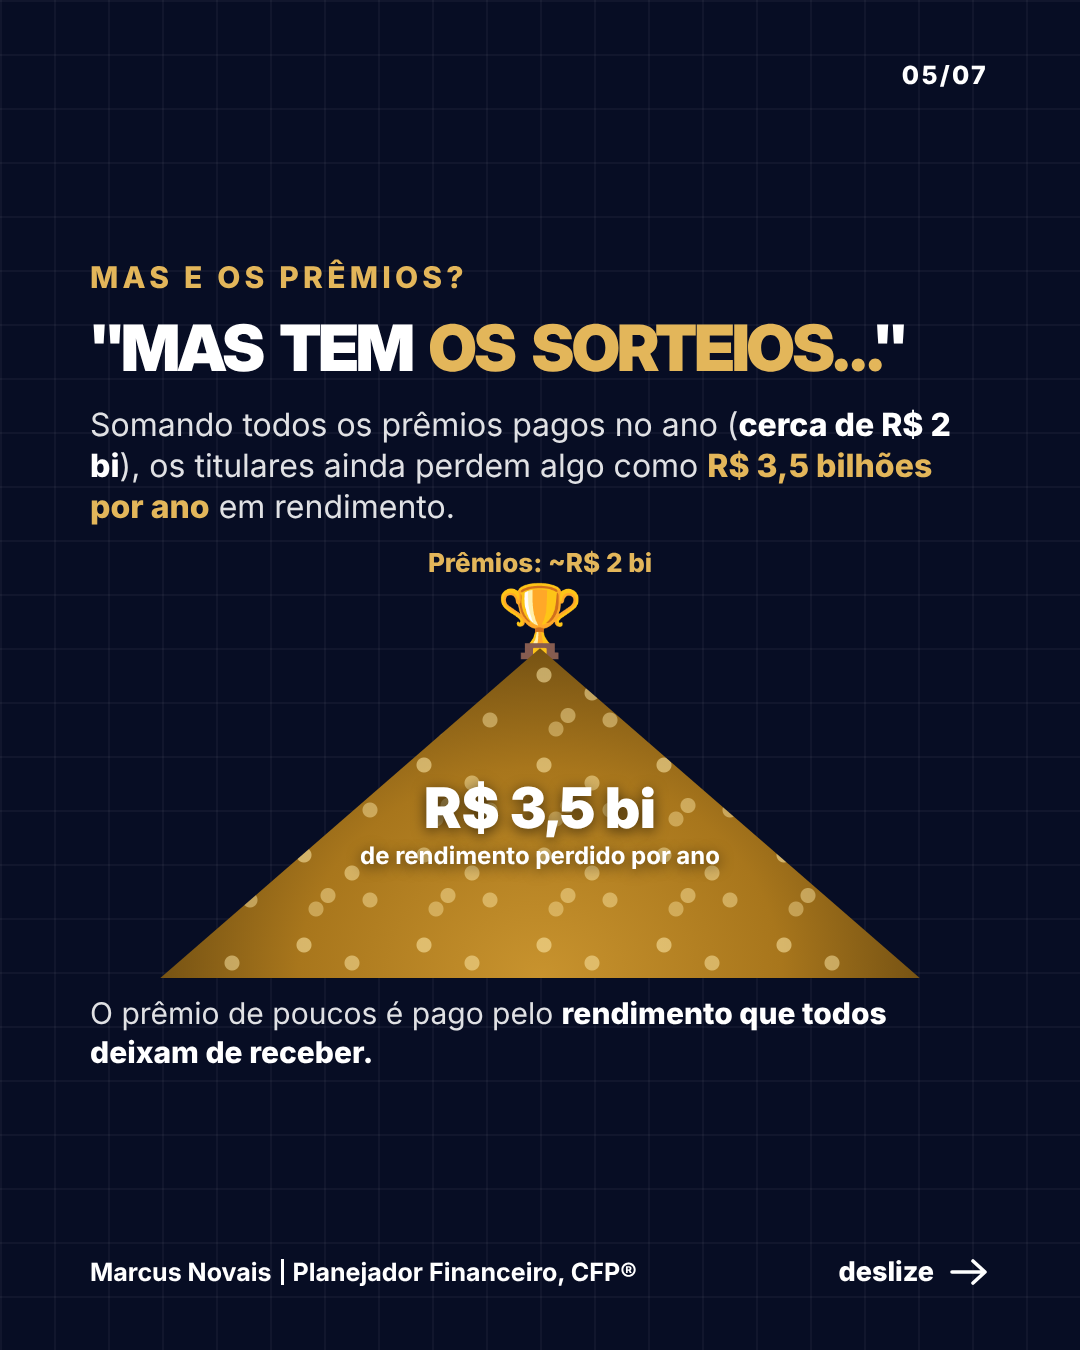 05/07
MAS E OS PRÊMIOS?
"MAS TEM OS SORTEIOS..."
Somando todos os prêmios pagos no ano (cerca de R$ 2
bi), os titulares ainda perdem algo como R$ 3,5 bilhões
por ano em rendimento.
Prêmios: ~R$ 2 bi
R$ 3,5 bi
de rendimento perdido por ano
O prêmio de poucos é pago pelo rendimento que todos
deixam de receber.
Marcus Novais | Planejador Financeiro, CFP®
deslize →